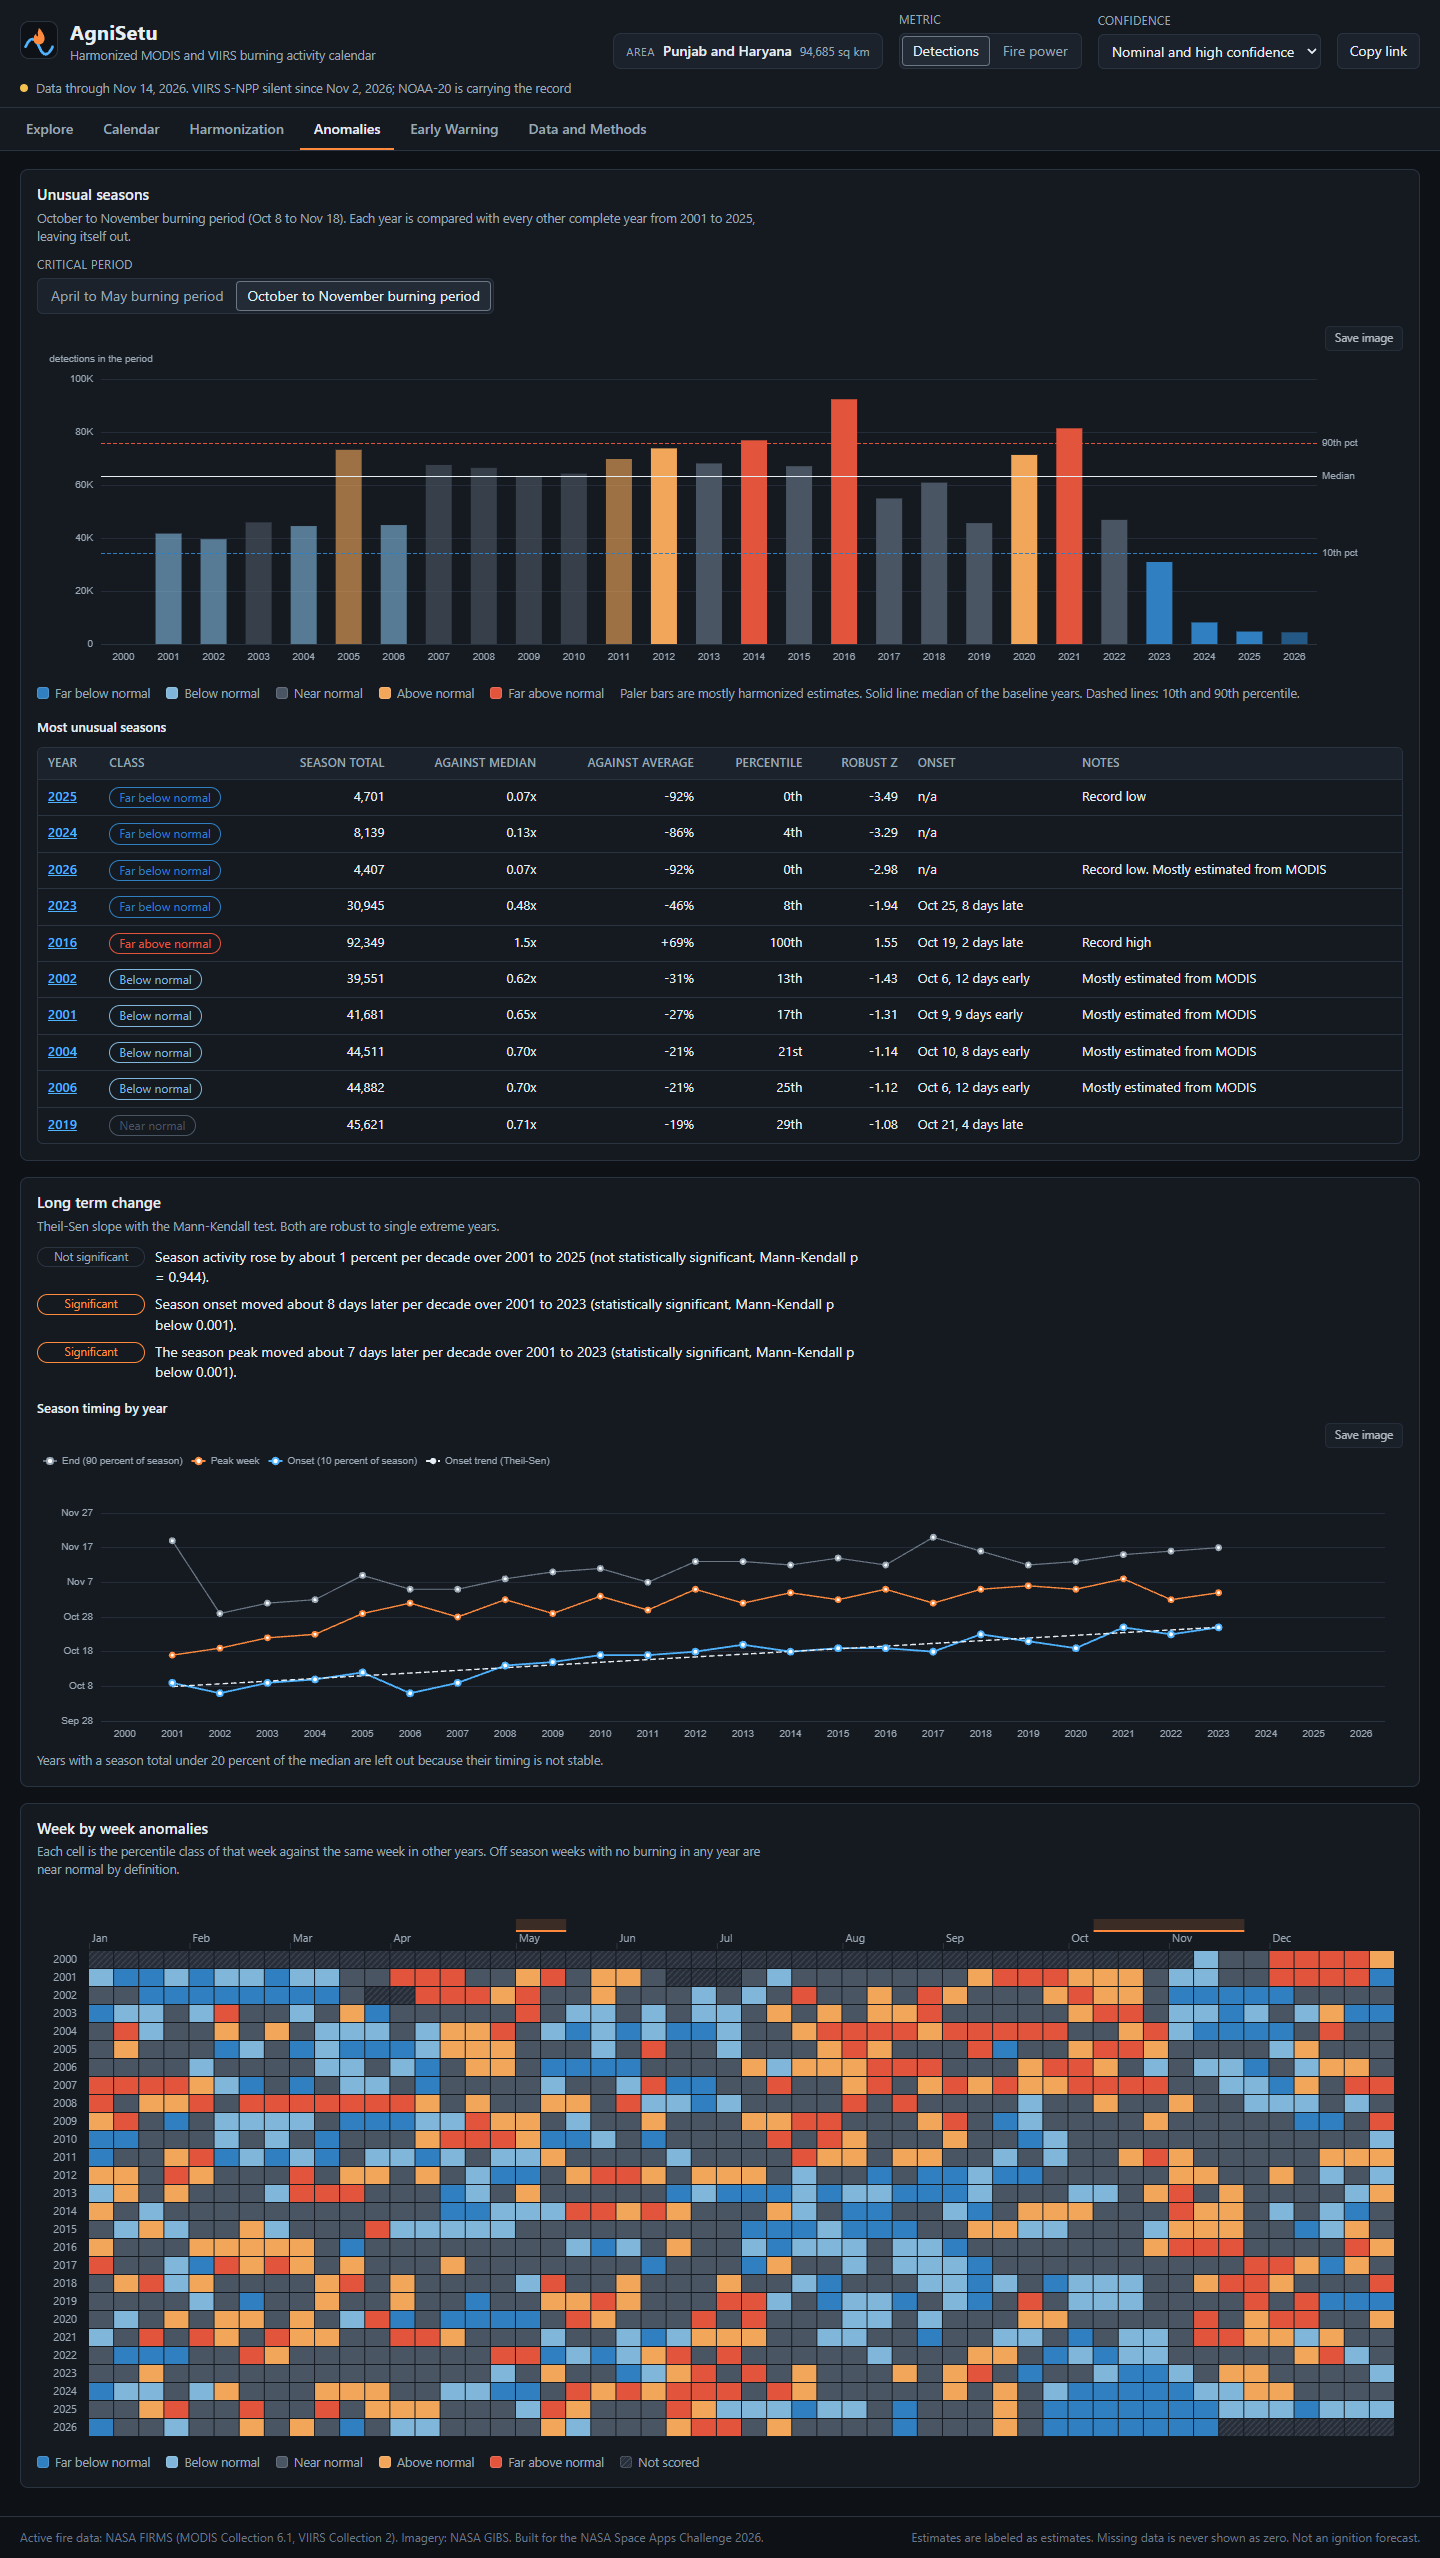 AgniSetu
Harmonized MODIS and VIIRS burning activity calendar
AREA Punjab and Haryana 94,685 sq km
METRIC
Detections Fire power
CONFIDENCE
Nominal and high confidence
Copy link
Data through Nov 14, 2026. VIIRS S-NPP silent since Nov 2, 2026; NOAA-20 is carrying the record
Explore Calendar Harmonization Anomalies Early Warning Data and Methods
Unusual seasons
October to November burning period (Oct 8 to Nov 18). Each year is compared with every other complete year from 2001 to 2025,
leaving itself out.
CRITICAL PERIOD
April to May burning period October to November burning period
Save image
detections in the period
100K
80K
60K
40K
20K
0
90th pct
Median
10th pct
2000 2001 2002 2003 2004 2005 2006 2007 2008 2009 2010 2011 2012 2013 2014 2015 2016 2017 2018 2019 2020 2021 2022 2023 2024 2025 2026
Far below normal Below normal Near normal Above normal Far above normal Paler bars are mostly harmonized estimates. Solid line: median of the baseline years. Dashed lines: 10th and 90th percentile.
Most unusual seasons
YEAR CLASS SEASON TOTAL AGAINST MEDIAN AGAINST AVERAGE PERCENTILE ROBUST Z ONSET NOTES
2025 Far below normal 4,701 0.07x -92% 0th -3.49 n/a Record low
2024 Far below normal 8,139 0.13x -86% 4th -3.29 n/a
2026 Far below normal 4,407 0.07x -92% 0th -2.98 n/a Record low. Mostly estimated from MODIS
2023 Far below normal 30,945 0.48x -46% 8th -1.94 Oct 25, 8 days late
2016 Far above normal 92,349 1.5x +69% 100th 1.55 Oct 19, 2 days late Record high
2002 Below normal 39,551 0.62x -31% 13th -1.43 Oct 6, 12 days early Mostly estimated from MODIS
2001 Below normal 41,681 0.65x -27% 17th -1.31 Oct 9, 9 days early Mostly estimated from MODIS
2004 Below normal 44,511 0.70x -21% 21st -1.14 Oct 10, 8 days early Mostly estimated from MODIS
2006 Below normal 44,882 0.70x -21% 25th -1.12 Oct 6, 12 days early Mostly estimated from MODIS
2019 Near normal 45,621 0.71x -19% 29th -1.08 Oct 21, 4 days late
Long term change
Theil-Sen slope with the Mann-Kendall test. Both are robust to single extreme years.
Not significant Season activity rose by about 1 percent per decade over 2001 to 2025 (not statistically significant, Mann-Kendall p
= 0.944).
Significant Season onset moved about 8 days later per decade over 2001 to 2023 (statistically significant, Mann-Kendall p
below 0.001).
Significant The season peak moved about 7 days later per decade over 2001 to 2023 (statistically significant, Mann-Kendall p
below 0.001).
Season timing by year
Save image
End (90 percent of season) Peak week Onset (10 percent of season) Onset trend (Theil-Sen)
Nov 27
Nov 17
Nov 7
Oct 28
Oct 18
Oct 8
Sep 28
2000 2001 2002 2003 2004 2005 2006 2007 2008 2009 2010 2011 2012 2013 2014 2015 2016 2017 2018 2019 2020 2021 2022 2023 2024 2025 2026
Years with a season total under 20 percent of the median are left out because their timing is not stable.
Week by week anomalies
Each cell is the percentile class of that week against the same week in other years. Off season weeks with no burning in any year are
near normal by definition.
Jan Feb Mar Apr May Jun Jul Aug Sep Oct Nov Dec
2000
2001
2002
2003
2004
2005
2006
2007
2008
2009
2010
2011
2012
2013
2014
2015
2016
2017
2018
2019
2020
2021
2022
2023
2024
2025
2026
Far below normal Below normal Near normal Above normal Far above normal Not scored
Active fire data: NASA FIRMS (MODIS Collection 6.1, VIIRS Collection 2). Imagery: NASA GIBS. Built for the NASA Space Apps Challenge 2026.
Estimates are labeled as estimates. Missing data is never shown as zero. Not an ignition forecast.